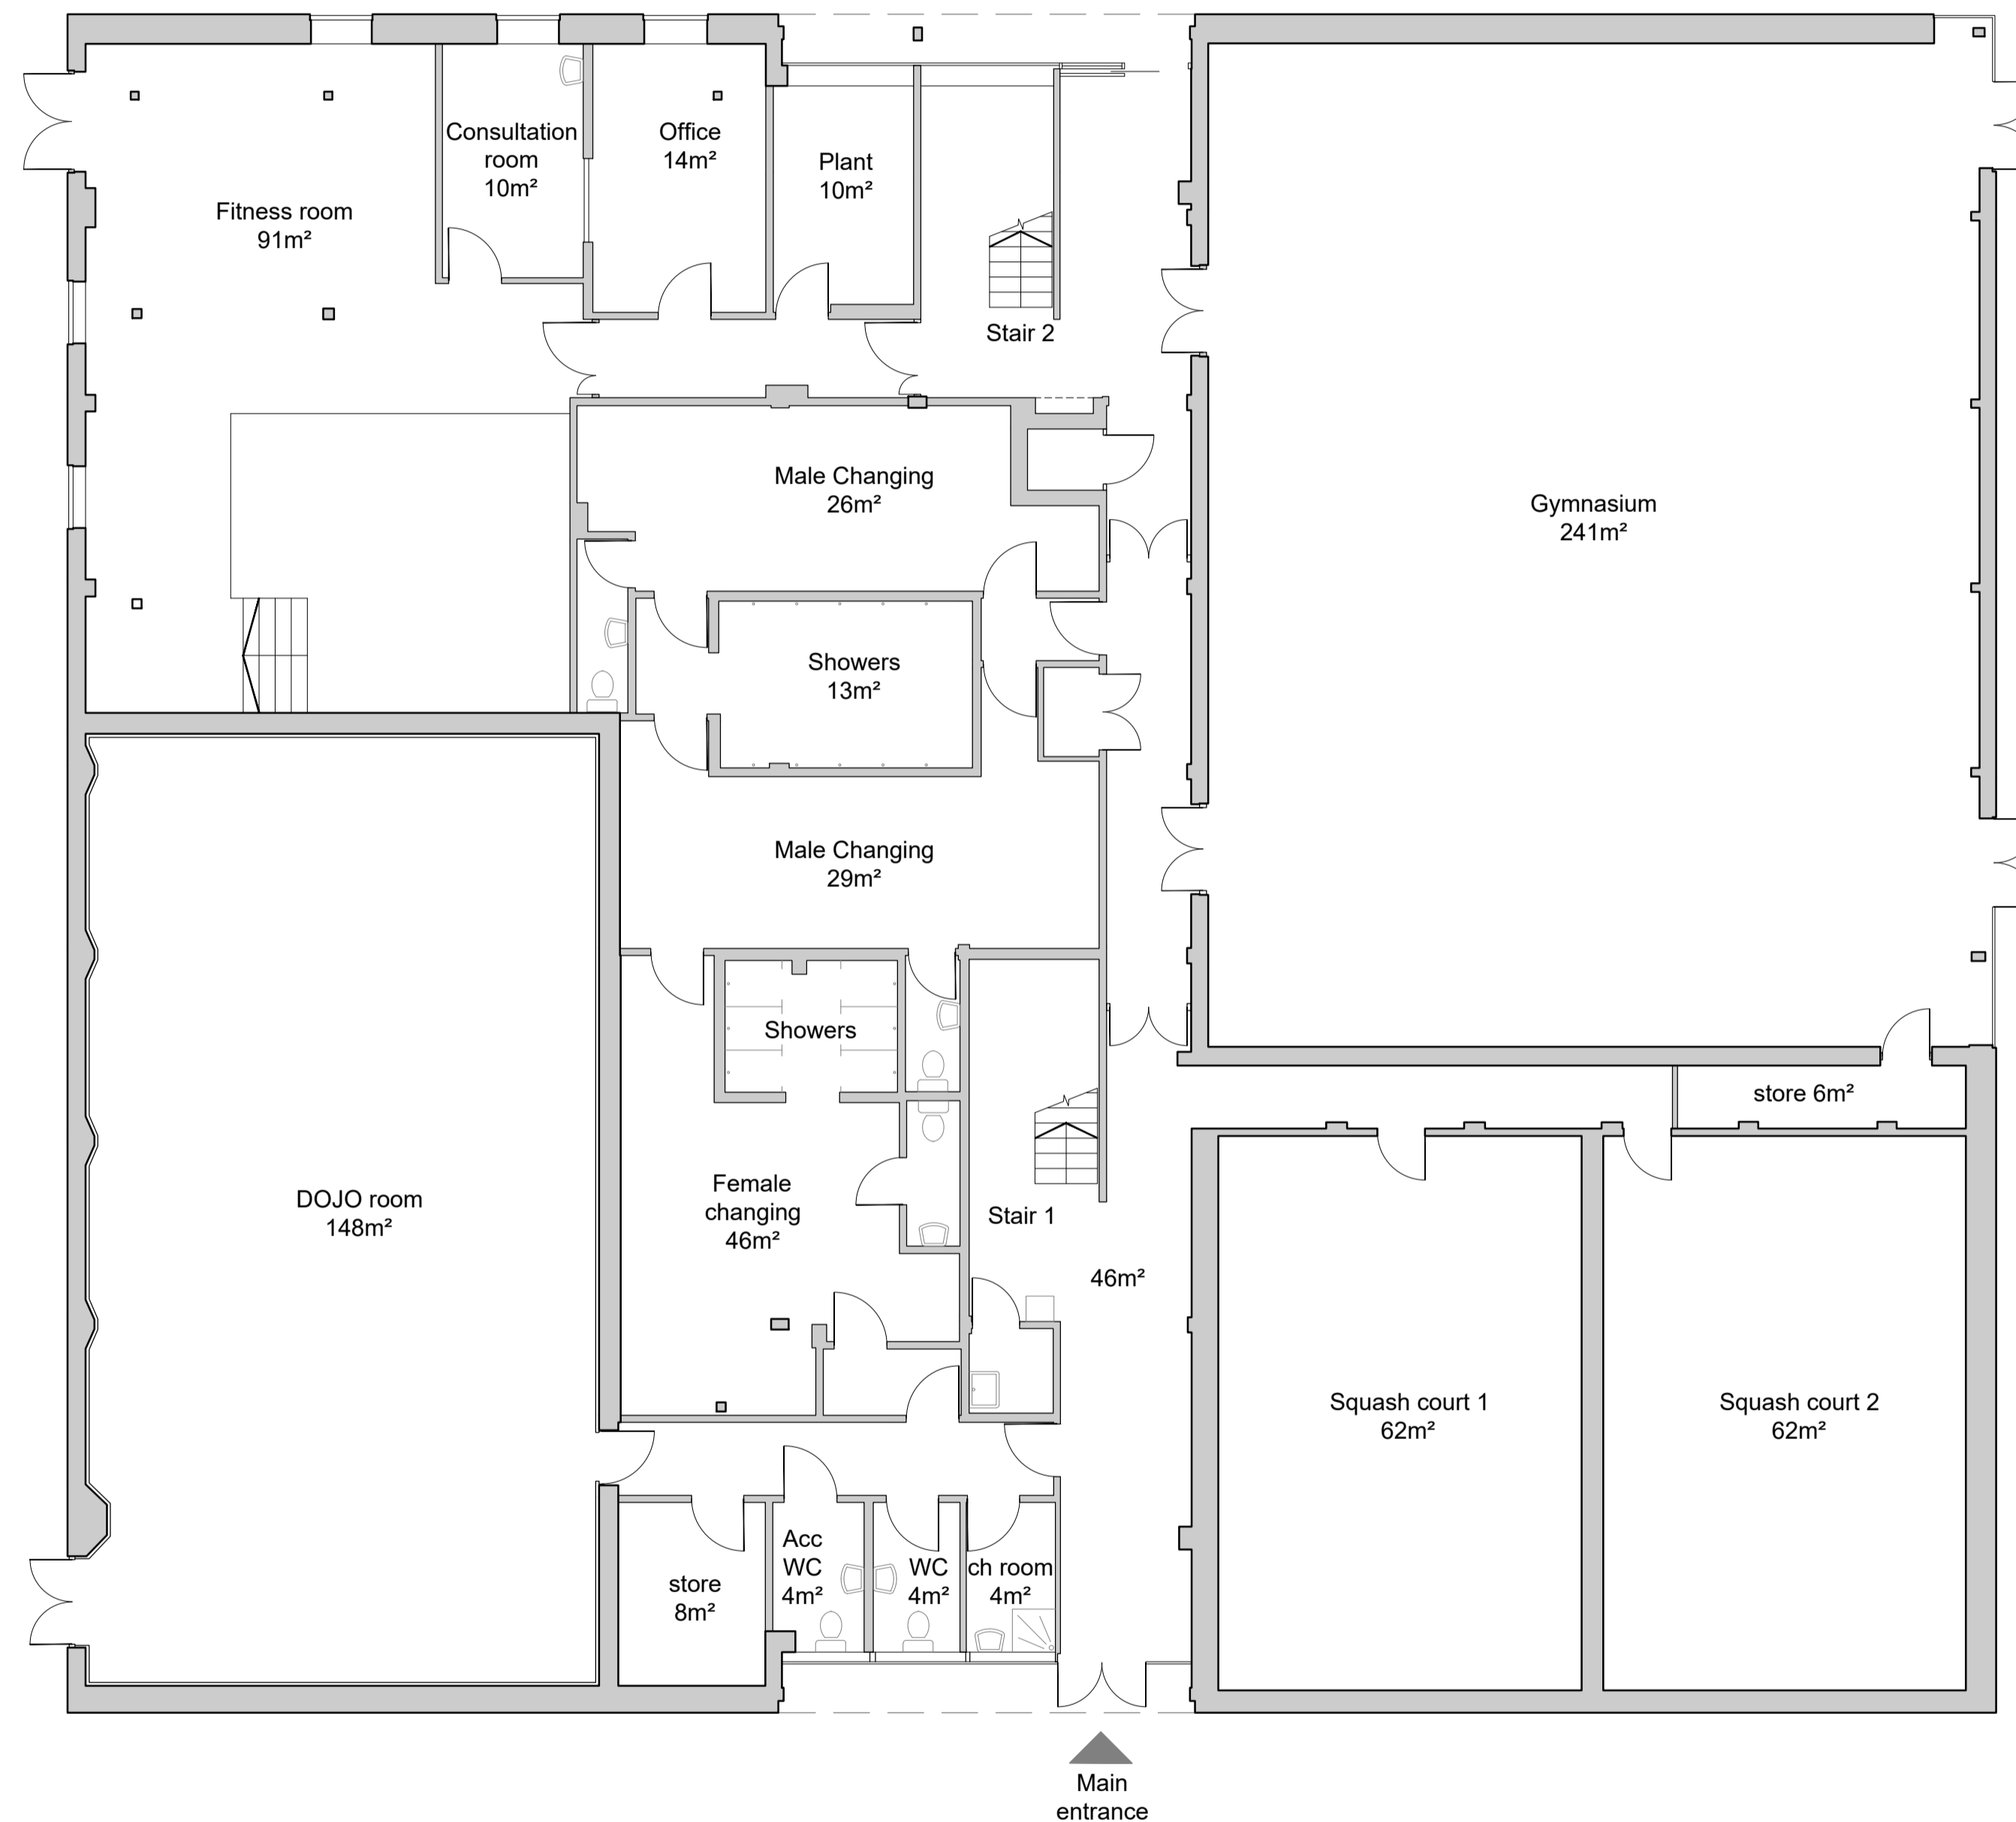 Consultation
room
10m²
Office
14m²
Plant
10m²
Fitness room
91m²
Stair 2
Male Changing
26m²
Gymnasium
241m²
Showers
13m²
Male Changing
29m²
Showers
store 6m²
DOJO room
148m²
Female
changing
46m²
Stair 1
46m²
Squash court 1
62m²
Squash court 2
62m²
store
8m²
Acc
WC
4m²
WC
4m²
ch room
4m²
Main
entrance